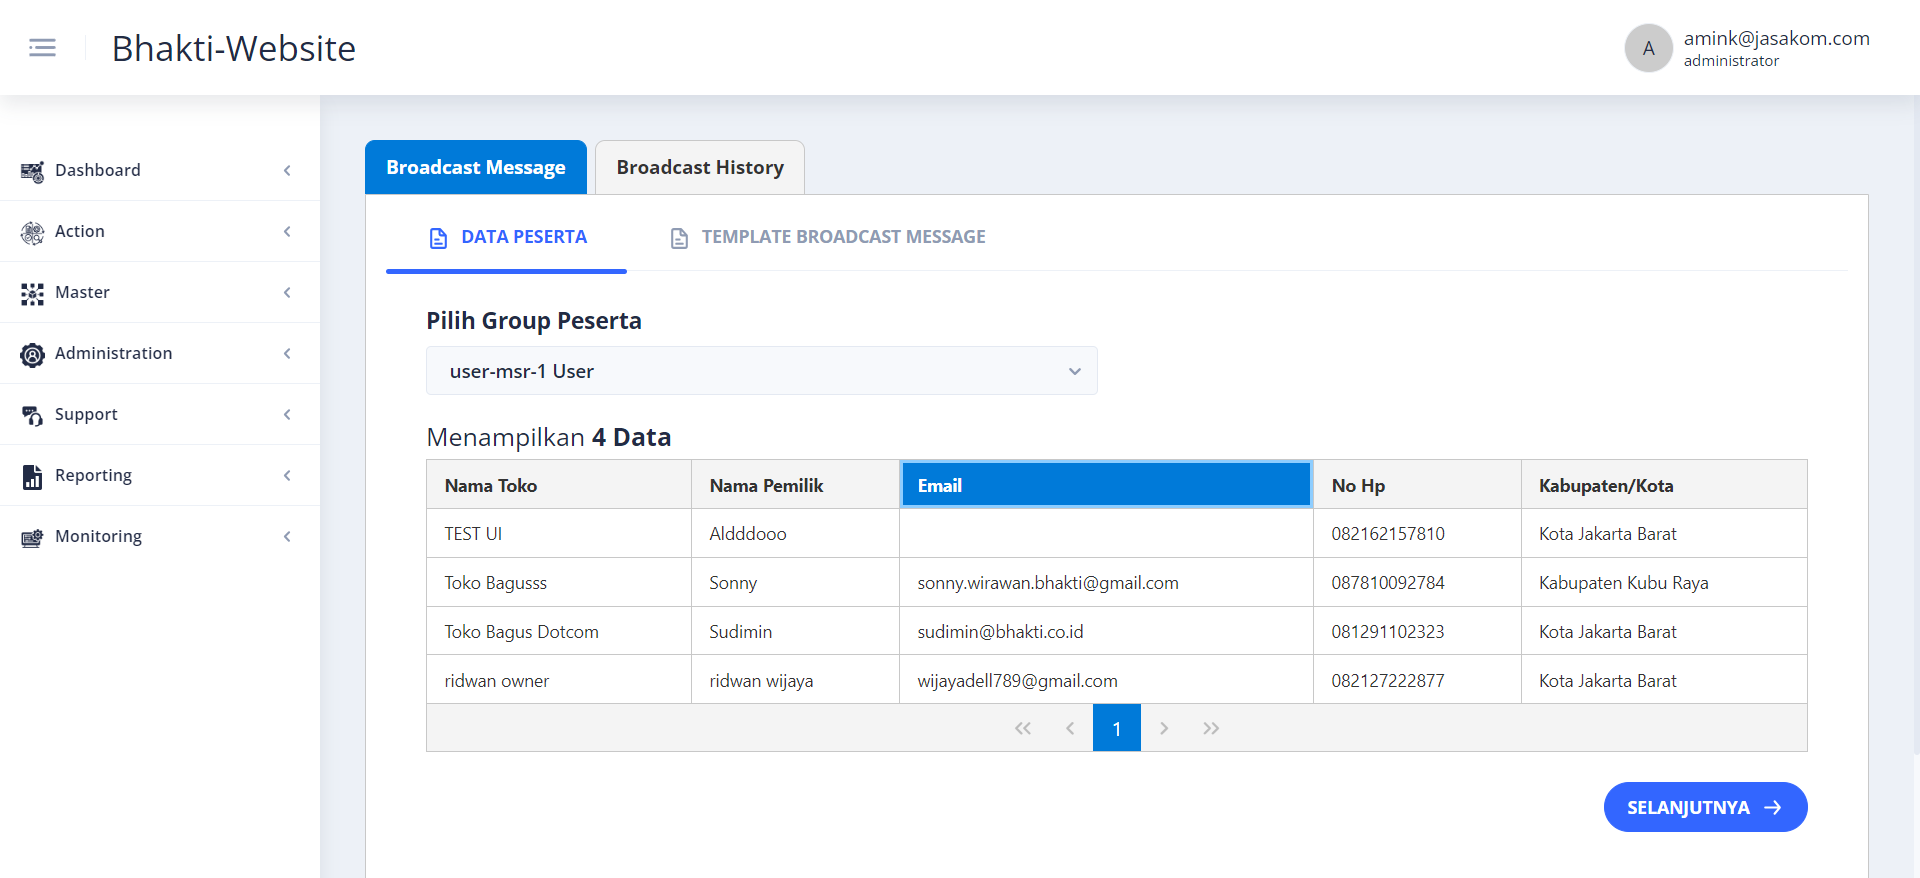 Bhakti-Website
A
amink@jasakom.com
administrator
Dashboard
Action
Master
Administration
Support
Reporting
Monitoring
Broadcast Message
Broadcast History
DATA PESERTA
TEMPLATE BROADCAST MESSAGE
Pilih Group Peserta
user-msr-1 User
Menampilkan 4 Data
Nama Toko Nama Pemilik Email No Hp Kabupaten/Kota
TEST UI Aldddooo 082162157810 Kota Jakarta Barat
Toko Bagusss Sonny sonny.wirawan.bhakti@gmail.com 087810092784 Kabupaten Kubu Raya
Toko Bagus Dotcom Sudimin sudimin@bhakti.co.id 081291102323 Kota Jakarta Barat
ridwan owner ridwan wijaya wijayadell789@gmail.com 082127222877 Kota Jakarta Barat
1
SELANJUTNYA